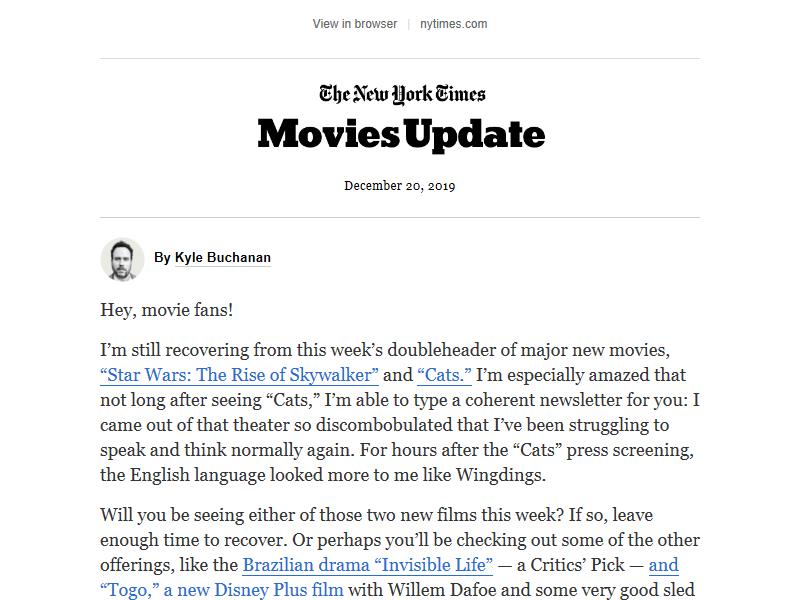 View in browser | nytimes.com
The New York Times
Movies Update
December 20, 2019
By Kyle Buchanan
Hey, movie fans!
I’m still recovering from this week’s doubleheader of major new movies,
“Star Wars: The Rise of Skywalker” and “Cats.” I’m especially amazed that
not long after seeing “Cats,” I’m able to type a coherent newsletter for you: I
came out of that theater so discombobulated that I’ve been struggling to
speak and think normally again. For hours after the “Cats” press screening,
the English language looked more to me like Wingdings.
Will you be seeing either of those two new films this week? If so, leave
enough time to recover. Or perhaps you’ll be checking out some of the other
offerings, like the Brazilian drama “Invisible Life” — a Critics’ Pick — and
“Togo,” a new Disney Plus film with Willem Dafoe and some very good sled